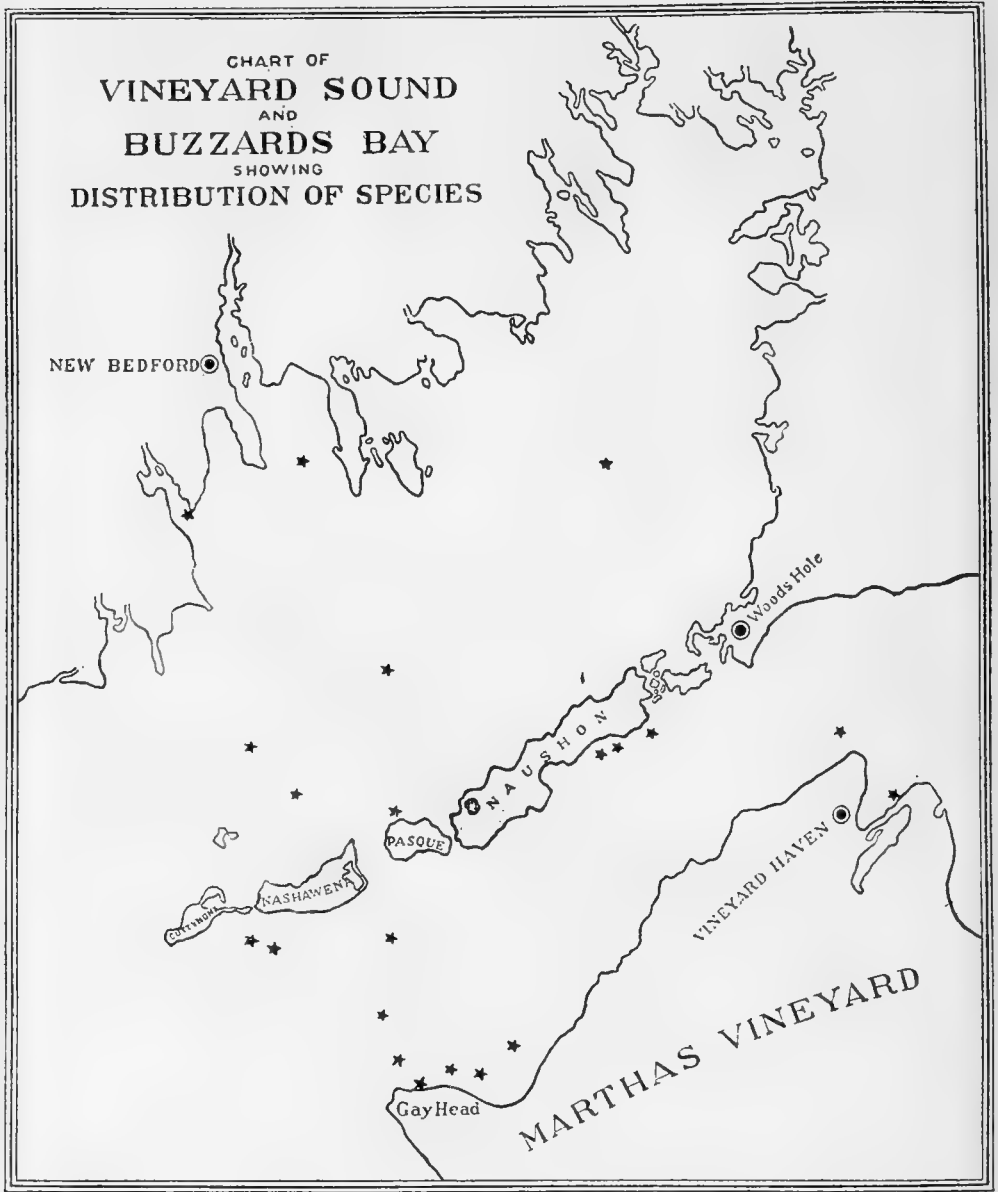 CHART OF
VINEYARD SOUND
AND
BUZZARDS BAY
SHOWING
DISTRIBUTION OF SPECIES
NEW BEDFORD
Woods Hole
NAUSHON
PASQUE
NASHAWENA
CUTTYHUNK
VINEYARD HAVEN
MARTHAS VINEYARD
Gay Head